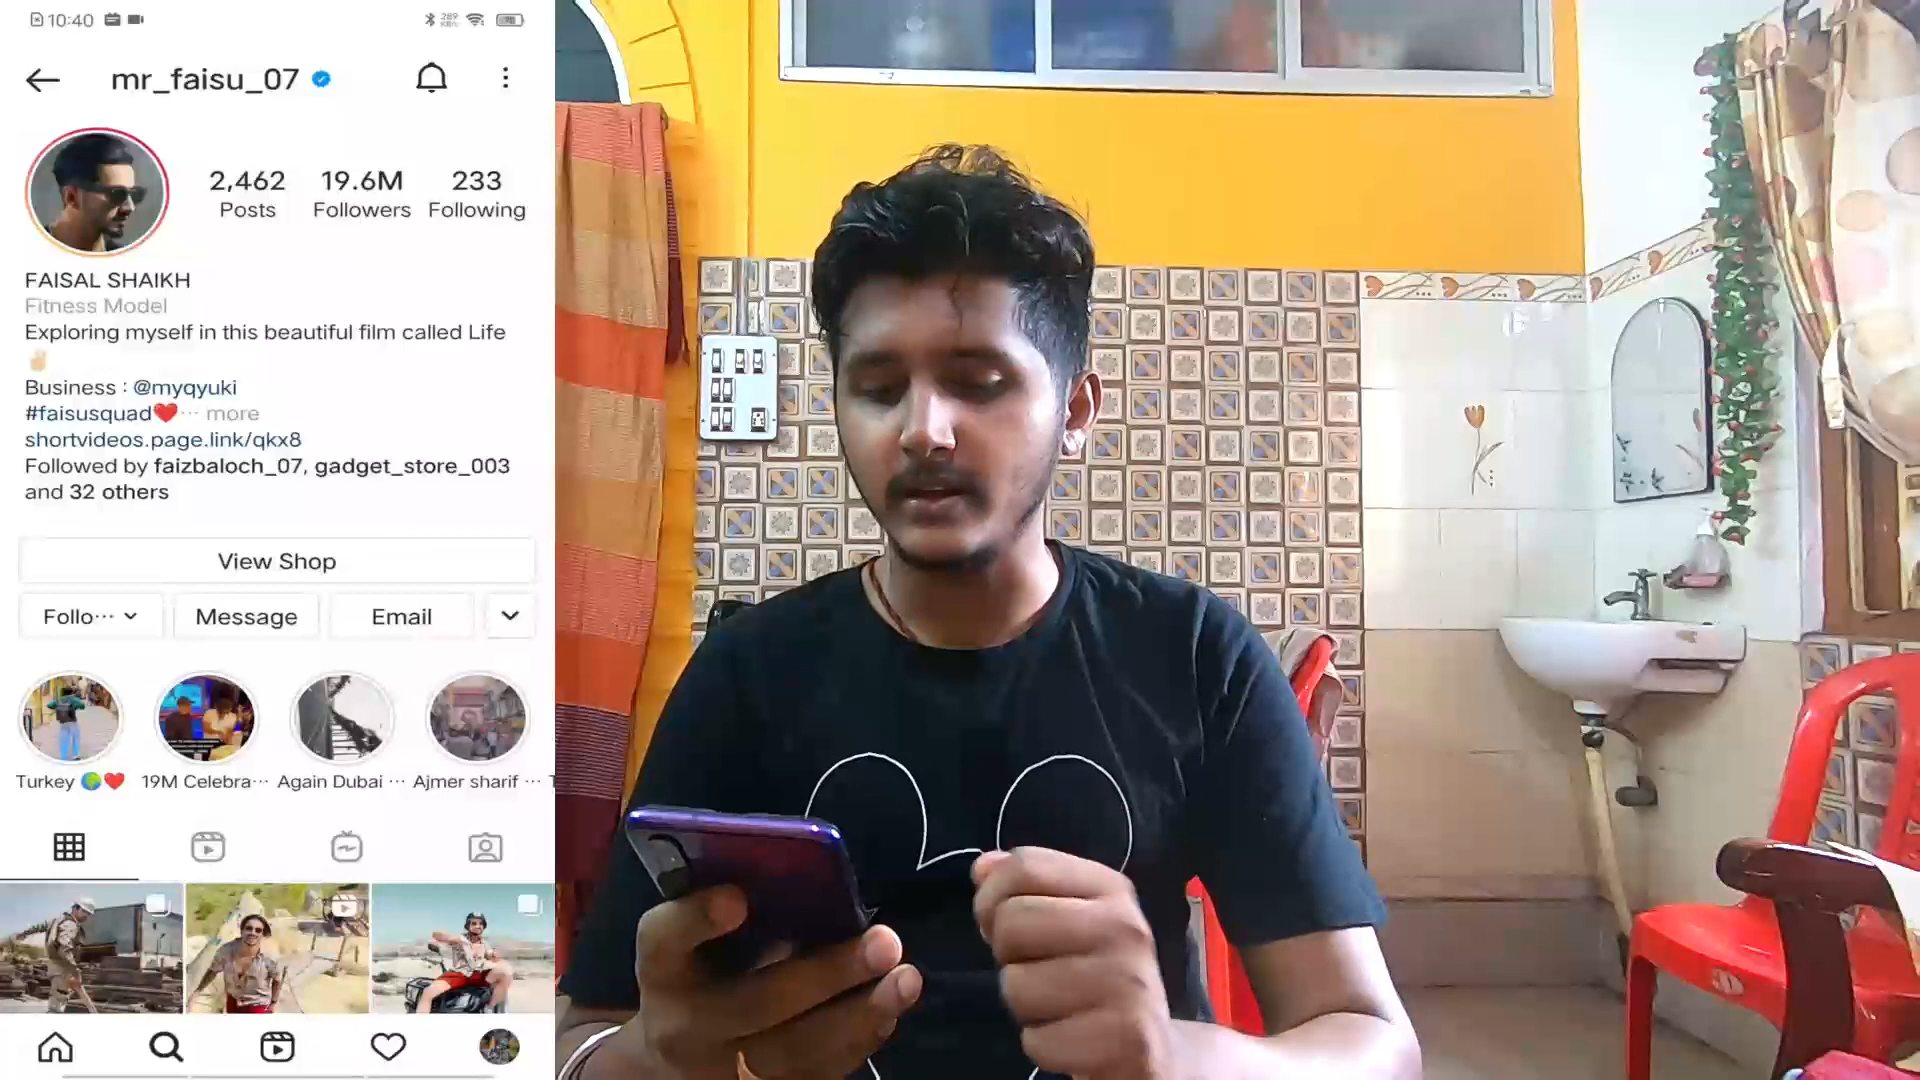 10:40
289
KB/s
mr_faisu_07
2,462 19.6M 233
Posts Followers Following
FAISAL SHAIKH
Fitness Model
Exploring myself in this beautiful film called Life
✌🏻
Business : @myqyuki
#faisusquad❤️··· more
shortvideos.page.link/qkx8
Followed by faizbaloch_07, gadget_store_003
and 32 others
View Shop
Follo··· Message Email
Turkey 🌍❤️ 19M Celebra··· Again Dubai ··· Ajmer sharif ···